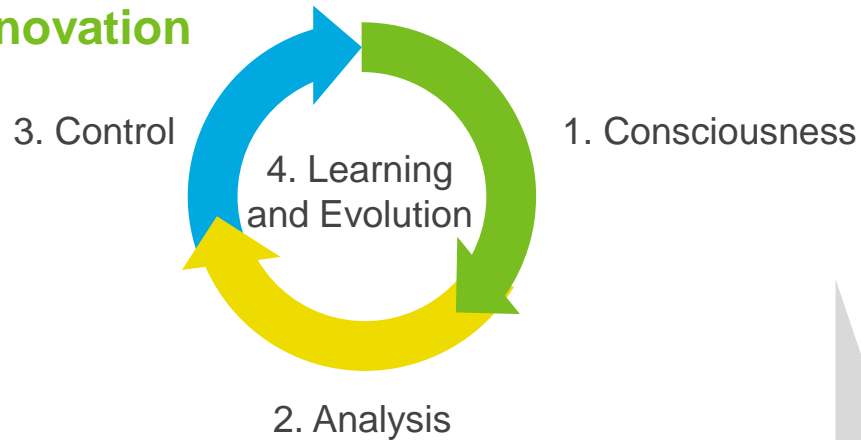 novation
3. Control
1. Consciousness
4. Learning
and Evolution
2. Analysis